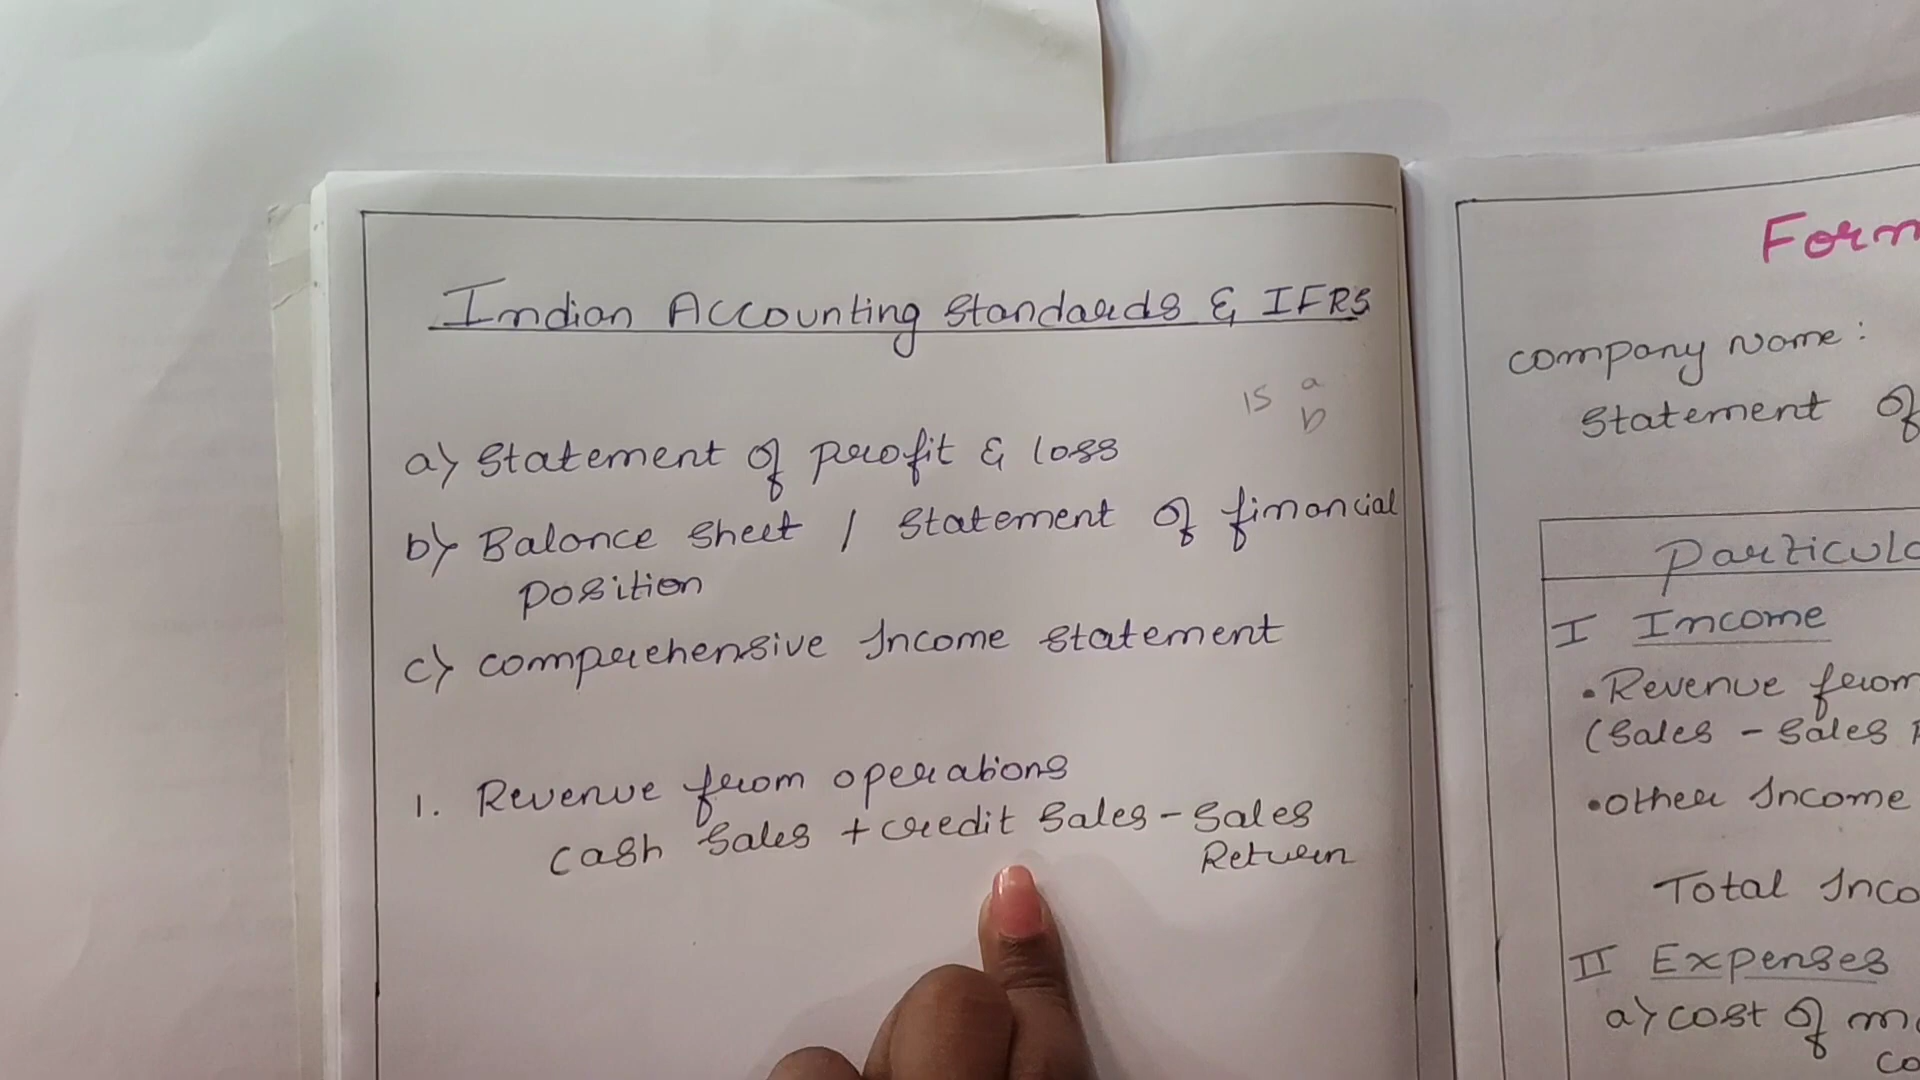 Indian Accounting Standards & IFRS
15 a
b
a) Statement of profit & loss
b) Balance Sheet / Statement of financial
position
c) comprehensive Income statement
1. Revenue from operations
cash Sales + credit Sales - Sales
Return
Form
company Name:
Statement of
Particula
I Income
• Revenue from
(Sales - Sales R
• Other Income
Total Inco
II Expenses
a) cost of ma
co